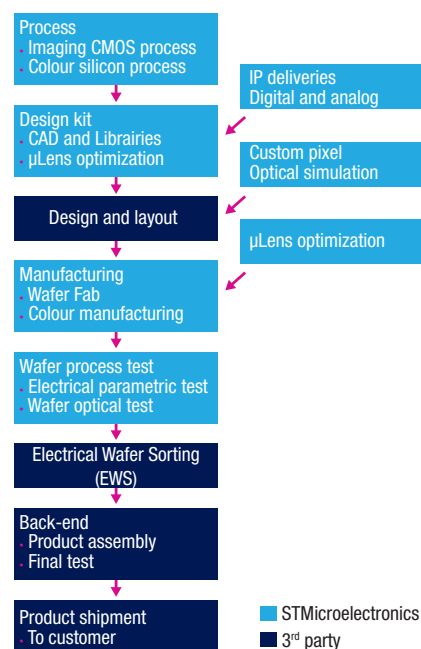 Process
. Imaging CMOS process
. Colour silicon process
IP deliveries
Digital and analog
Design kit
. CAD and Librairies
. µLens optimization
Custom pixel
Optical simulation
Design and layout
µLens optimization
Manufacturing
. Wafer Fab
. Colour manufacturing
Wafer process test
. Electrical parametric test
. Wafer optical test
Electrical Wafer Sorting
(EWS)
Back-end
. Product assembly
. Final test
Product shipment
. To customer
STMicroelectronics
3rd party